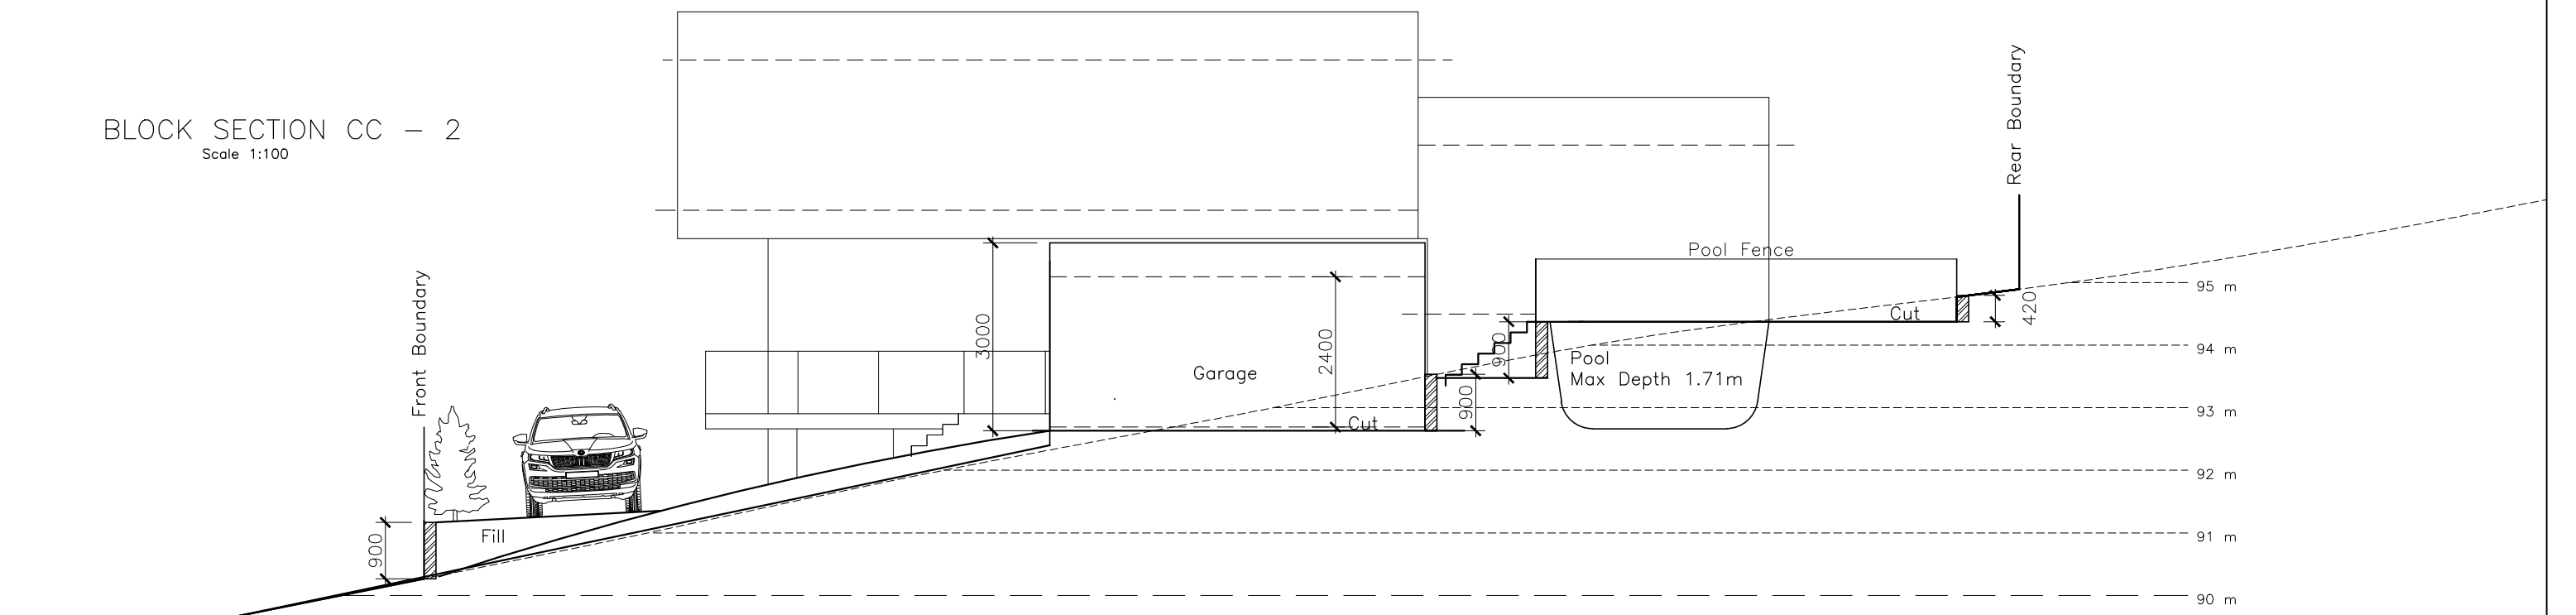 BLOCK SECTION CC - 2
Scale 1:100
Rear Boundary
Pool Fence
Front Boundary
3000
2400
Garage
Cut
900
900
Pool
Max Depth 1.71m
Cut
420
95 m
94 m
93 m
92 m
91 m
90 m
Fill
900